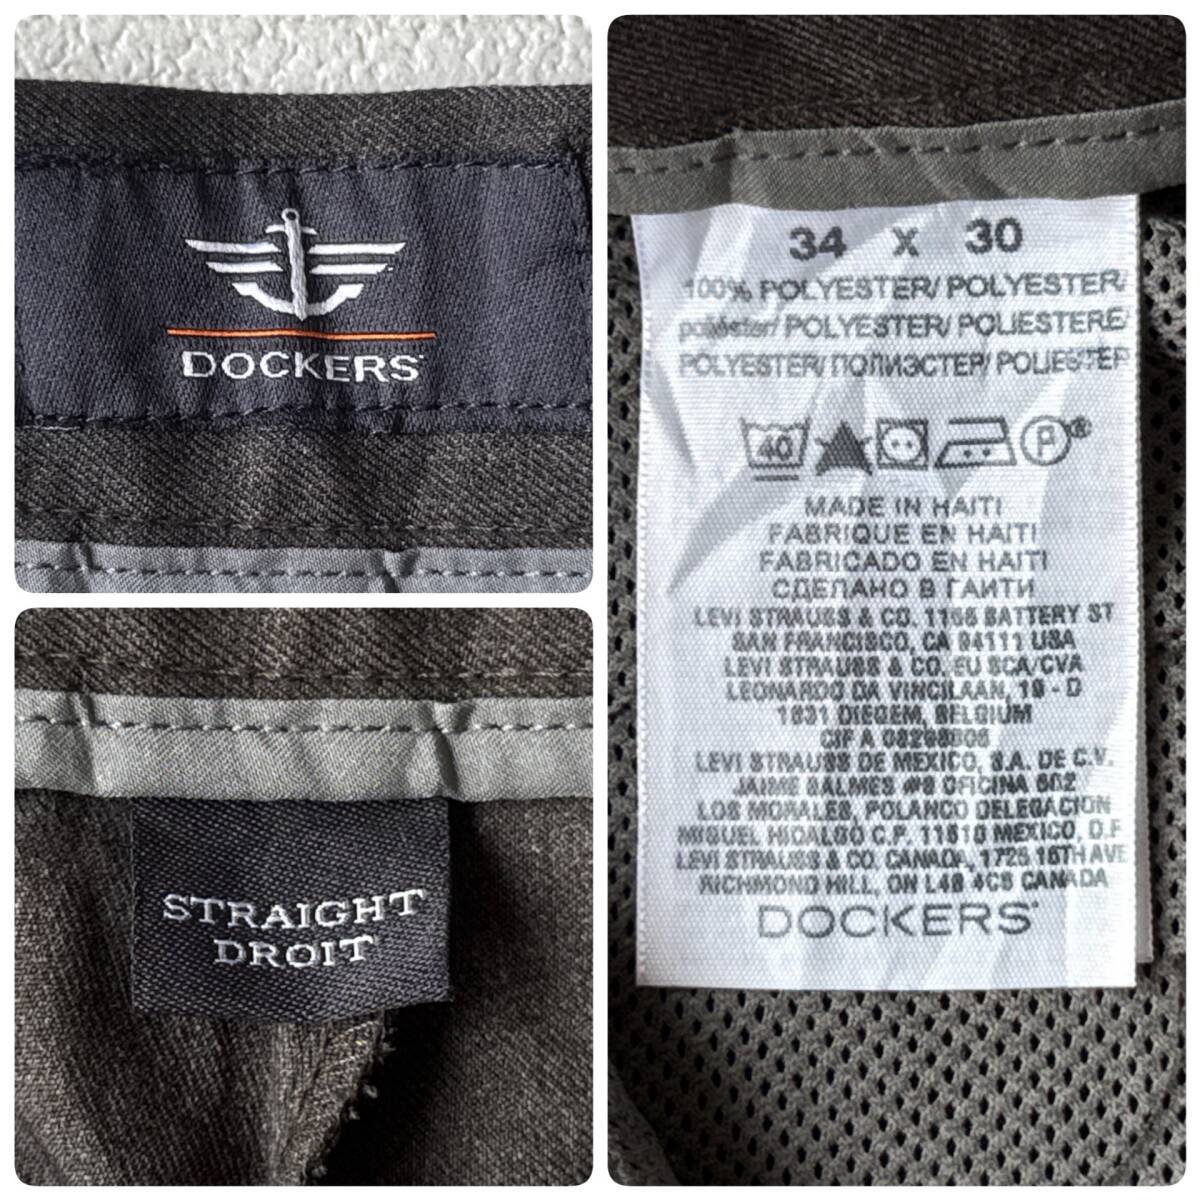 DOCKERS
STRAIGHT
DROIT
34 X 30
100% POLYESTER/ POLYESTER/
poliéster/ POLYESTER/ POLIESTERE/
POLYESTER/ ПОЛИЭСТЕР/ POLIESTER
40 P®
MADE IN HAITI
FABRIQUE EN HAITI
FABRICADO EN HAITI
СДЕЛАНО В ГАИТИ
LEVI STRAUSS & CO. 1155 BATTERY ST
SAN FRANCISCO, CA 94111 USA
LEVI STRAUSS & CO. EU SCA/CVA
LEONARDO DA VINCILAAN, 19 - D
1831 DIEGEM, BELGIUM
CIF A
LEVI STRAUSS DE MEXICO, S.A. DE C.V.
JAIME BALMES #8 OFICINA 602
LOS MORALES, POLANCO DELEGACION
MIGUEL HIDALGO C.P. 11510 MEXICO, D.F
LEVI STRAUSS & CO. CANADA, 1725 16TH AVE
RICHMOND HILL, ON L4B 4C6 CANADA
DOCKERS